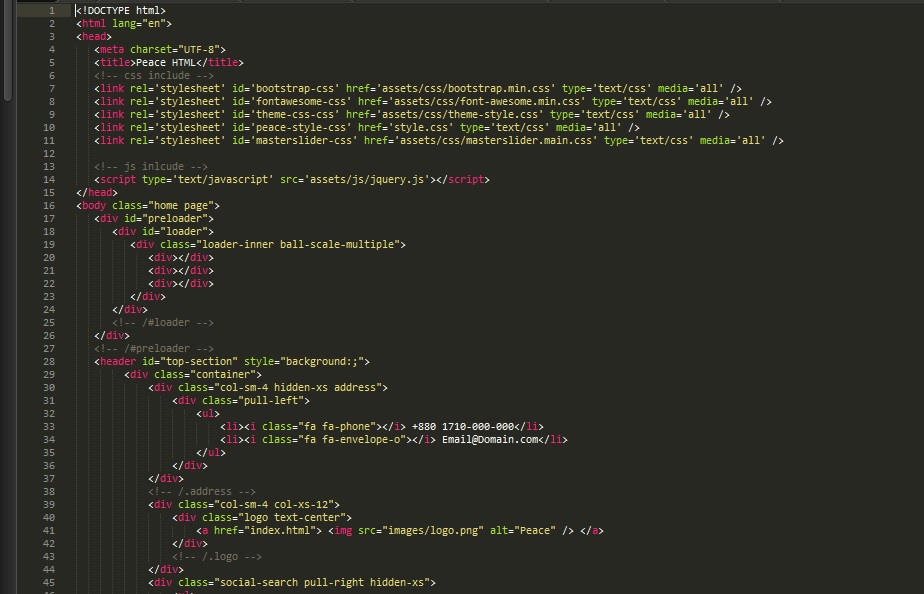 1 <!DOCTYPE html>
2 <html lang="en">
3 <head>
4 <meta charset="UTF-8">
5 <title>Peace HTML</title>
6 <!-- css include -->
7 <link rel='stylesheet' id='bootstrap-css' href='assets/css/bootstrap.min.css' type='text/css' media='all' />
8 <link rel='stylesheet' id='fontawesome-css' href='assets/css/font-awesome.min.css' type='text/css' media='all' />
9 <link rel='stylesheet' id='theme-css-css' href='assets/css/theme-style.css' type='text/css' media='all' />
10 <link rel='stylesheet' id='peace-style-css' href='style.css' type='text/css' media='all' />
11 <link rel='stylesheet' id='masterslider-css' href='assets/css/masterslider.main.css' type='text/css' media='all' />
12
13 <!-- js inlcude -->
14 <script type='text/javascript' src='assets/js/jquery.js'></script>
15 </head>
16 <body class="home page">
17 <div id="preloader">
18 <div id="loader">
19 <div class="loader-inner ball-scale-multiple">
20 <div></div>
21 <div></div>
22 <div></div>
23 </div>
24 </div>
25 <!-- /#loader -->
26 </div>
27 <!-- /#preloader -->
28 <header id="top-section" style="background:;">
29 <div class="container">
30 <div class="col-sm-4 hidden-xs address">
31 <div class="pull-left">
32 <ul>
33 <li><i class="fa fa-phone"></i> +880 1710-000-000</li>
34 <li><i class="fa fa-envelope-o"></i> Email@Domain.com</li>
35 </ul>
36 </div>
37 </div>
38 <!-- /.address -->
39 <div class="col-sm-4 col-xs-12">
40 <div class="logo text-center">
41 <a href="index.html"> <img src="images/logo.png" alt="Peace" /> </a>
42 </div>
43 <!-- /.logo -->
44 </div>
45 <div class="social-search pull-right hidden-xs">